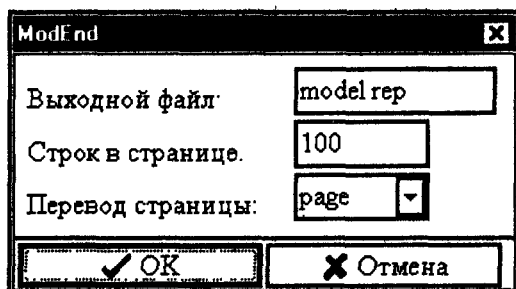 ModEnd
Выходной файл:
model rep
Строк в странице.
100
Перевод страницы:
page
OK
Отмена